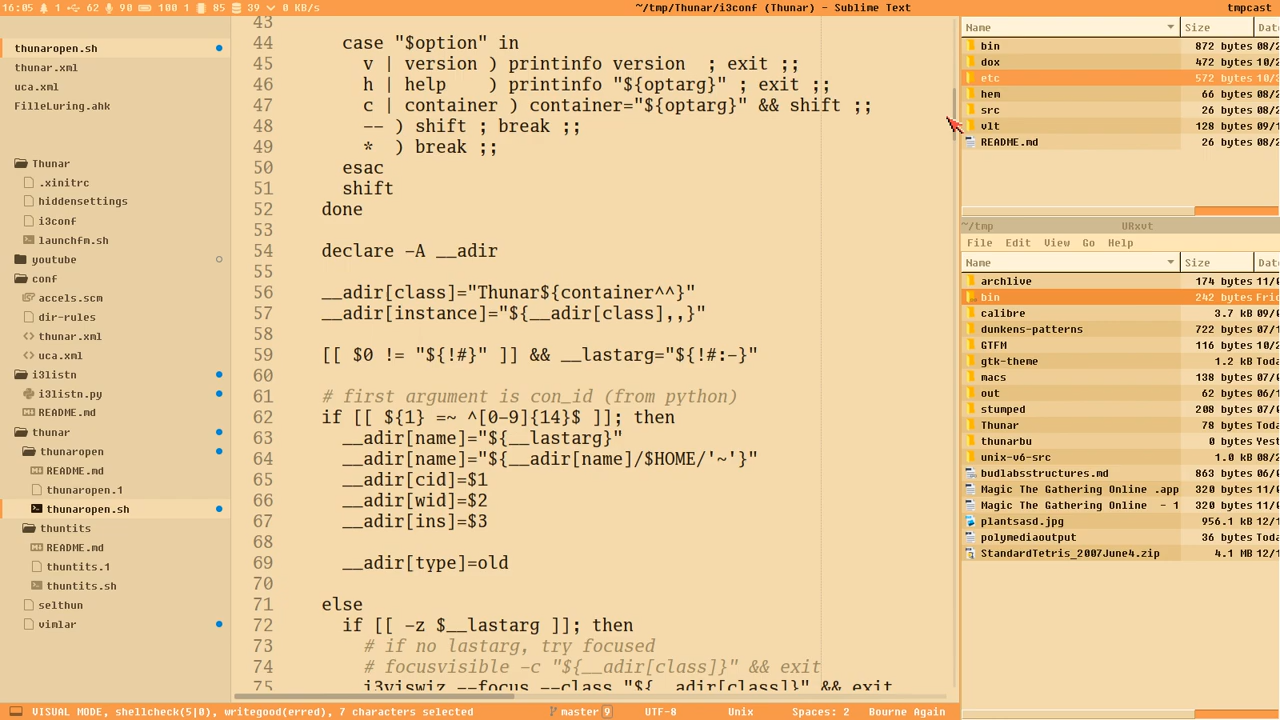 16:05 1 62 90 100 1 85 39 0 KB/s
~/tmp/Thunar/i3conf (Thunar) - Sublime Text
tmpcast
thunaropen.sh
thunar.xml
uca.xml
FilleLuring.ahk
Thunar
.xinitrc
hiddensettings
i3conf
launchfm.sh
youtube
conf
accels.scm
dir-rules
thunar.xml
uca.xml
i3listn
i3listn.py
README.md
thunar
thunaropen
README.md
thunaropen.1
thunaropen.sh
thuntits
README.md
thuntits.1
thuntits.sh
selthun
vimlar
43
44 case "$option" in
45 v | version ) printinfo version  ; exit ;;
46 h | help    ) printinfo "${optarg}" ; exit ;;
47 c | container ) container="${optarg}" && shift ;;
48 -- ) shift ; break ;;
49 *  ) break ;;
50 esac
51 shift
52 done
53
54 declare -A __adir
55
56 __adir[class]="Thunar${container^^}"
57 __adir[instance]="${__adir[class],,}"
58
59 [[ $0 != "${!#}" ]] && __lastarg="${!#:-}"
60
61 # first argument is con_id (from python)
62 if [[ ${1} =~ ^[0-9]{14}$ ]]; then
63 __adir[name]="${__lastarg}"
64 __adir[name]="${__adir[name]/$HOME/'~'}"
65 __adir[cid]=$1
66 __adir[wid]=$2
67 __adir[ins]=$3
68
69 __adir[type]=old
70
71 else
72 if [[ -z $__lastarg ]]; then
73 # if no lastarg, try focused
74 # focusvisible -c "${__adir[class]}" && exit
75 i3viswiz --focus --class "${__adir[class]}" && exit
Name Size Dat
bin 872 bytes 08/2
dox 472 bytes 10/
etc 572 bytes 10/3
hem 66 bytes 08/2
src 26 bytes 08/2
vlt 128 bytes 09/1
README.md 26 bytes 08/2
~/tmp URxvt
File Edit View Go Help
Name Size Dat
archlive 174 bytes 11/0
bin 242 bytes Frid
calibre 3.7 kB 09/0
dunkens-patterns 722 bytes 07/
GTFM 116 bytes 10/2
gtk-theme 1.2 kB Toda
macs 138 bytes 07/0
out 62 bytes 06/1
stumped 208 bytes 07/0
Thunar 78 bytes Toda
thunarbu 0 bytes Yest
unix-v6-src 1.0 kB 08/
budlabsstructures.md 863 bytes 06/
Magic The Gathering Online .app 320 bytes 11/0
Magic The Gathering Online - 1 320 bytes 11/0
plantsasd.jpg 956.1 kB 12/1
polymediaoutput 36 bytes Toda
StandardTetris_2007June4.zip 4.1 MB 12/1
VISUAL MODE, shellcheck(5|0), writegood(erred), 7 characters selected
master 9 UTF-8 Unix Spaces: 2 Bourne Again